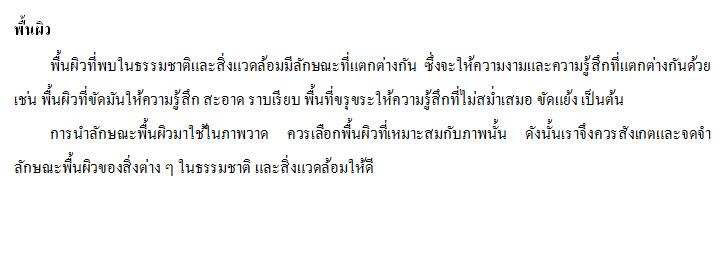 พื้นผิว
พื้นผิวที่พบในธรรมชาติและสิ่งแวดล้อมมีลักษณะที่แตกต่างกัน ซึ่งจะให้ความงามและความรู้สึกที่แตกต่างกันด้วย
เช่น พื้นผิวที่ขัดมันให้ความรู้สึก สะอาด ราบเรียบ พื้นที่ขรุขระให้ความรู้สึกที่ไม่สม่ำเสมอ ขัดแย้ง เป็นต้น
การนำลักษณะพื้นผิวมาใช้ในภาพวาด ควรเลือกพื้นผิวที่เหมาะสมกับภาพนั้น ดังนั้นเราจึงควรสังเกตและจดจำ
ลักษณะพื้นผิวของสิ่งต่าง ๆ ในธรรมชาติ และสิ่งแวดล้อมให้ดี